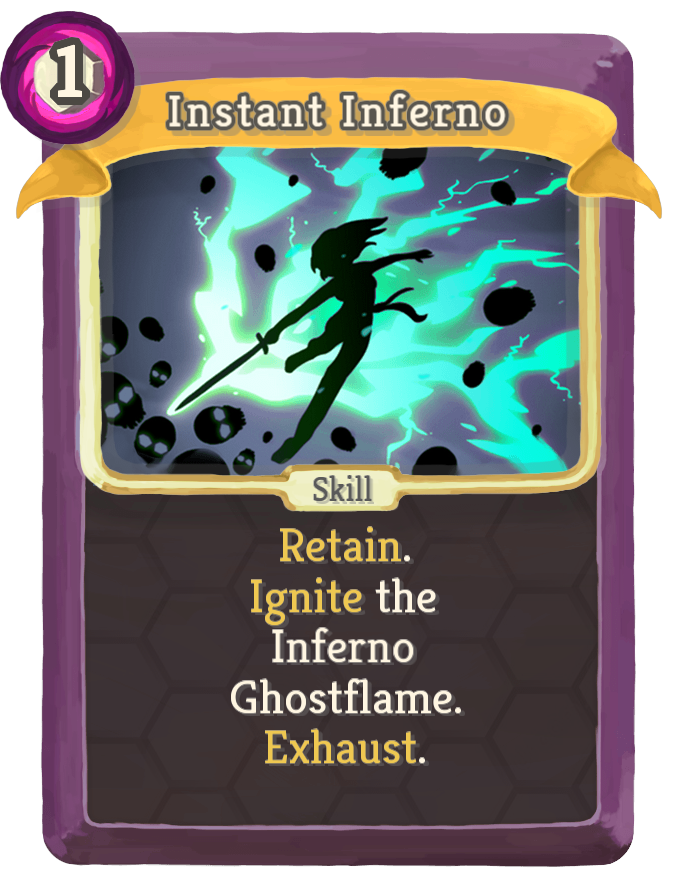 1
Instant Inferno
Skill
Retain.
Ignite the
Inferno
Ghostflame.
Exhaust.